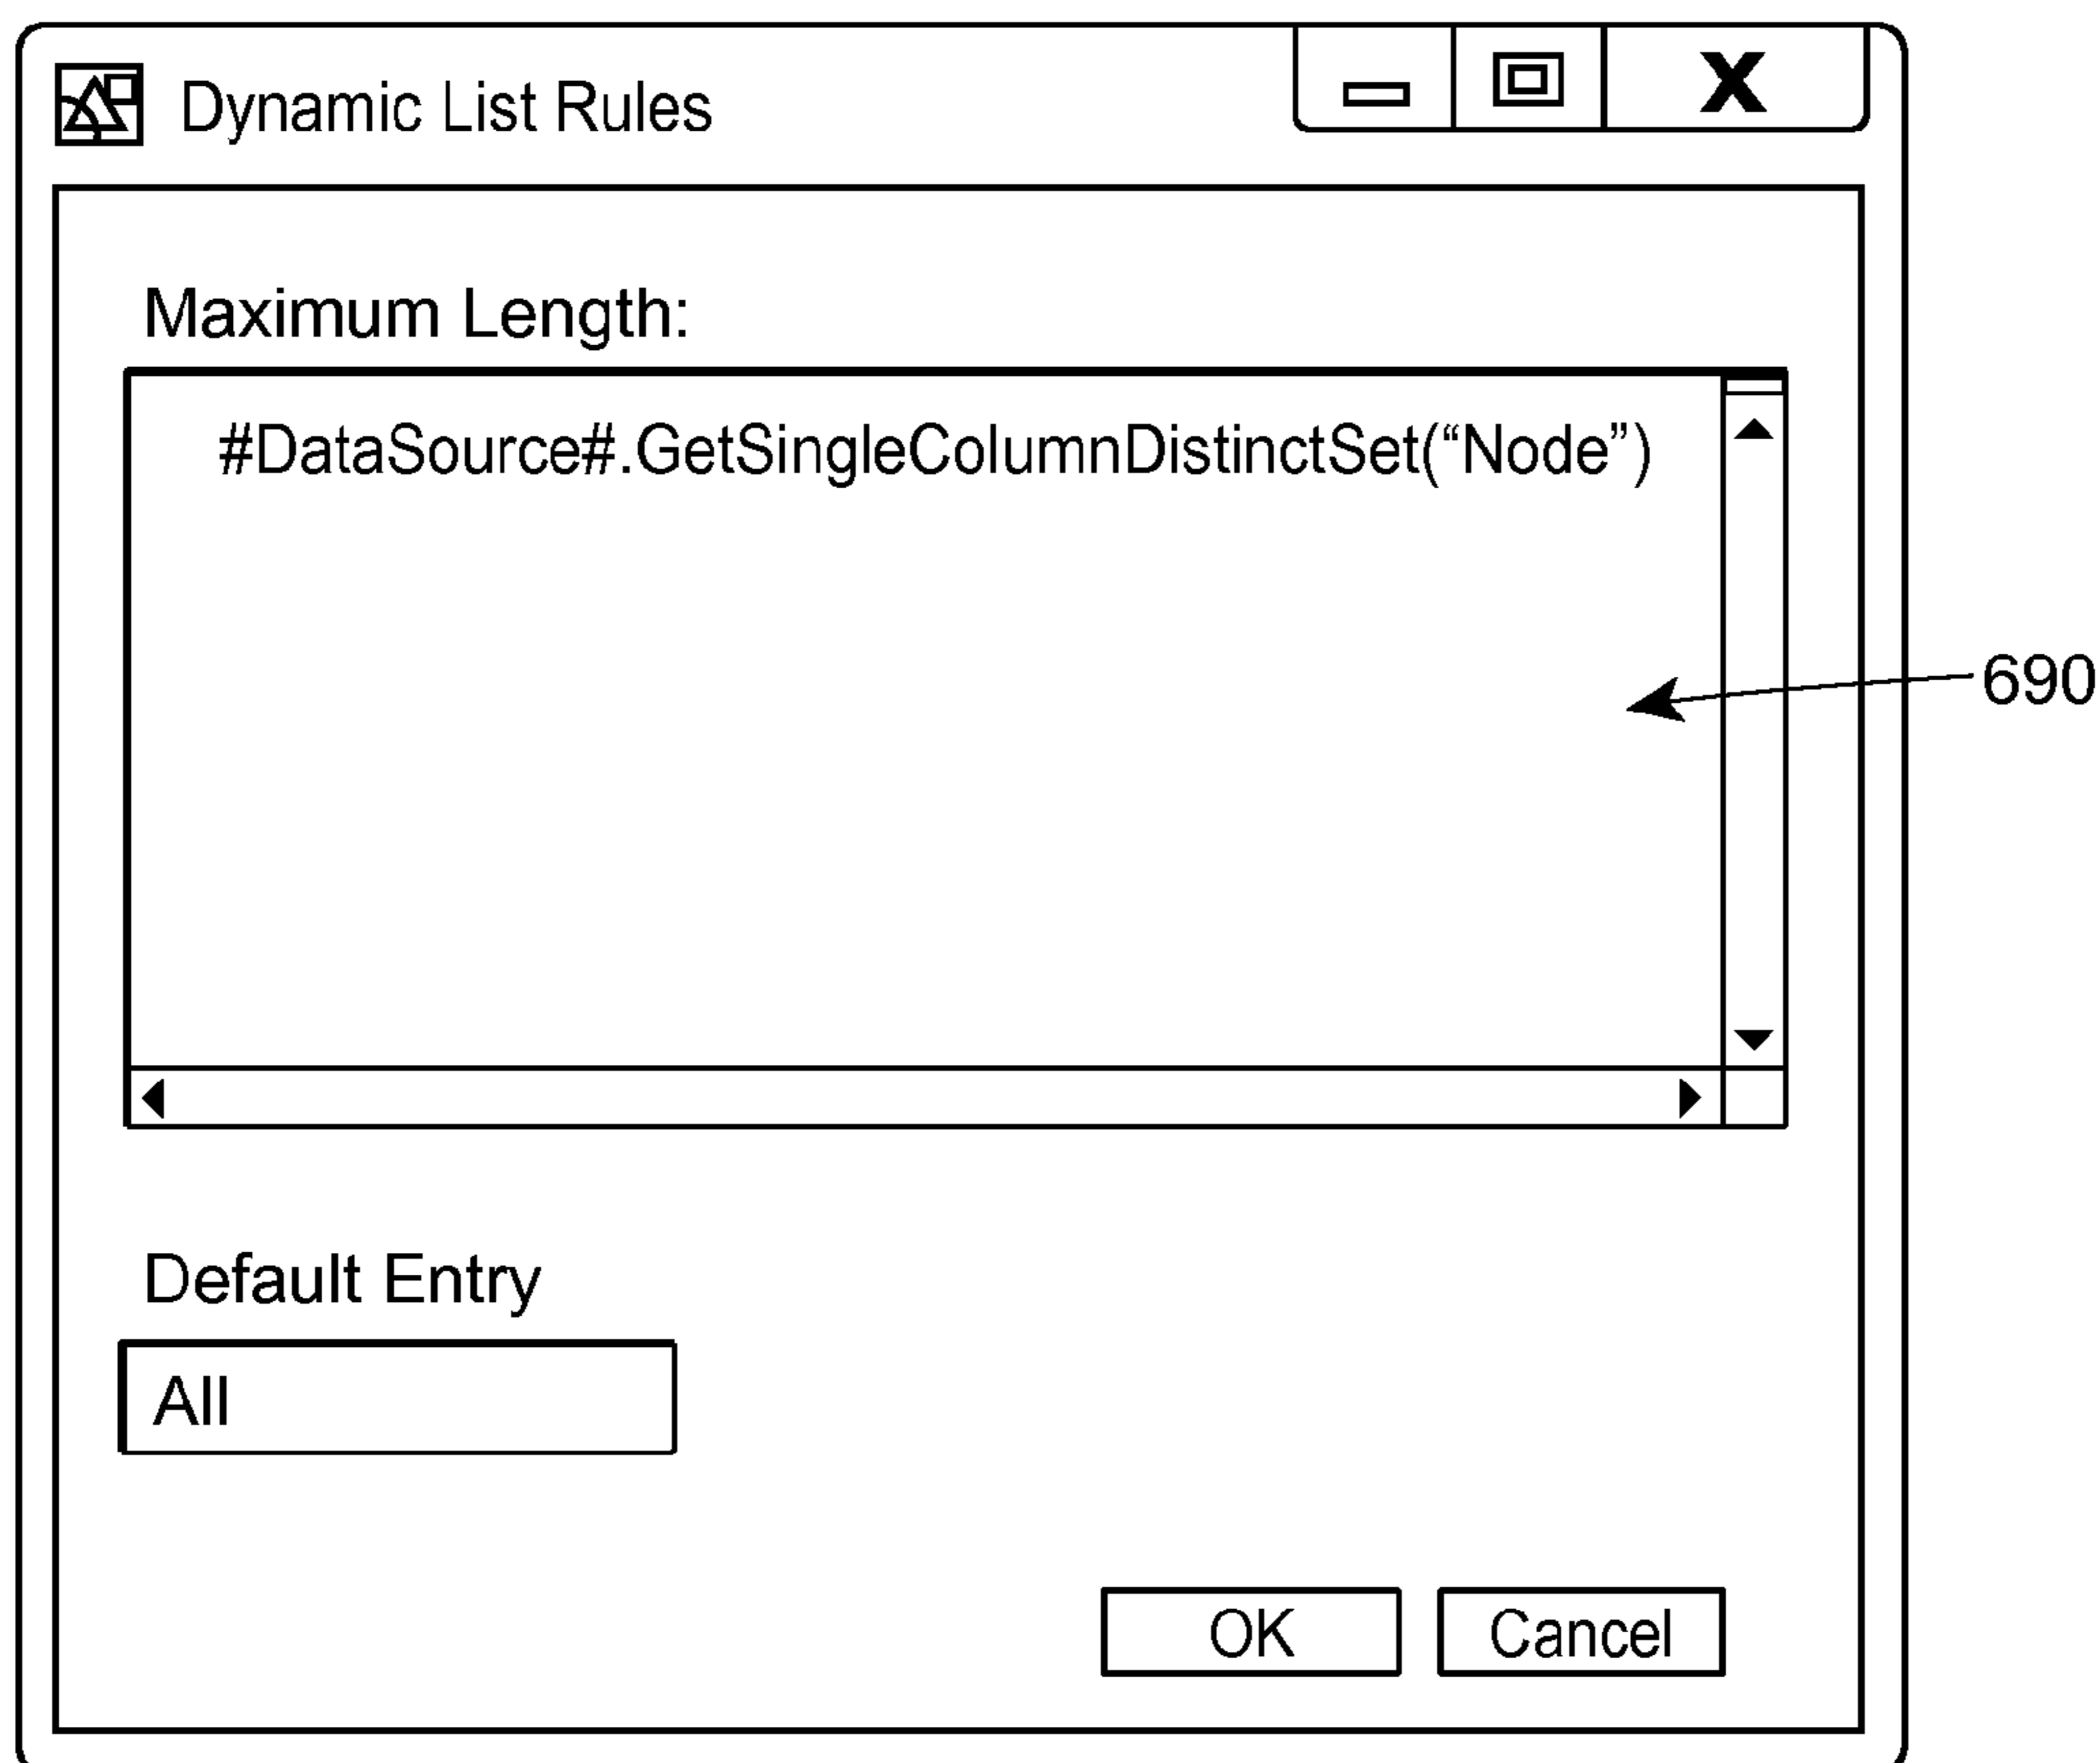 Dynamic List Rules
X
Maximum Length:
#DataSource#.GetSingleColumnDistinctSet(“Node”)
690
Default Entry
All
OK
Cancel